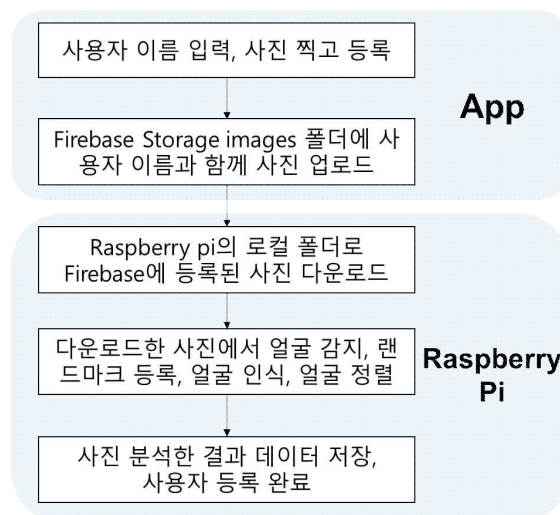 사용자 이름 입력, 사진 찍고 등록
App
Firebase Storage images 폴더에 사
용자 이름과 함께 사진 업로드
Raspberry pi의 로컬 폴더로
Firebase에 등록된 사진 다운로드
다운로드한 사진에서 얼굴 감지, 랜
드마크 등록, 얼굴 인식, 얼굴 정렬
Raspberry
Pi
사진 분석한 결과 데이터 저장,
사용자 등록 완료